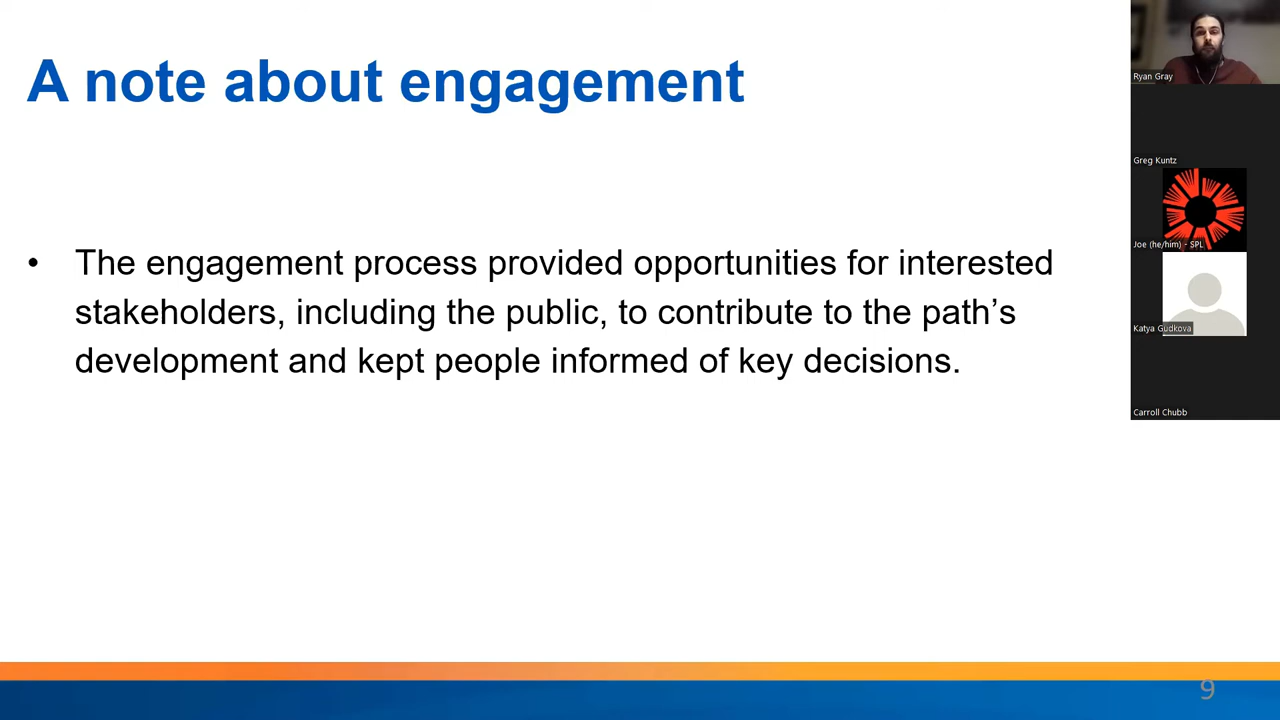 A note about engagement
• The engagement process provided opportunities for interested
stakeholders, including the public, to contribute to the path’s
development and kept people informed of key decisions.
Ryan Gray
Greg Kuntz
Joe (he/him) - SPL
Katya Gudkova
Carroll Chubb
9